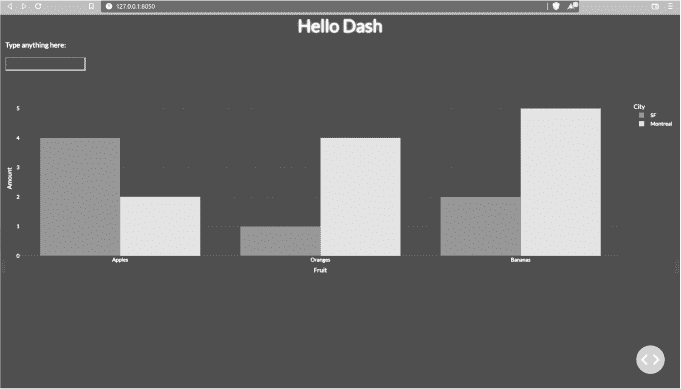 127.0.0.1:8050
Hello Dash
Type anything here:
5
4
3
2
1
0
Amount
Apples
Oranges
Bananas
Fruit
City
SF
Montreal